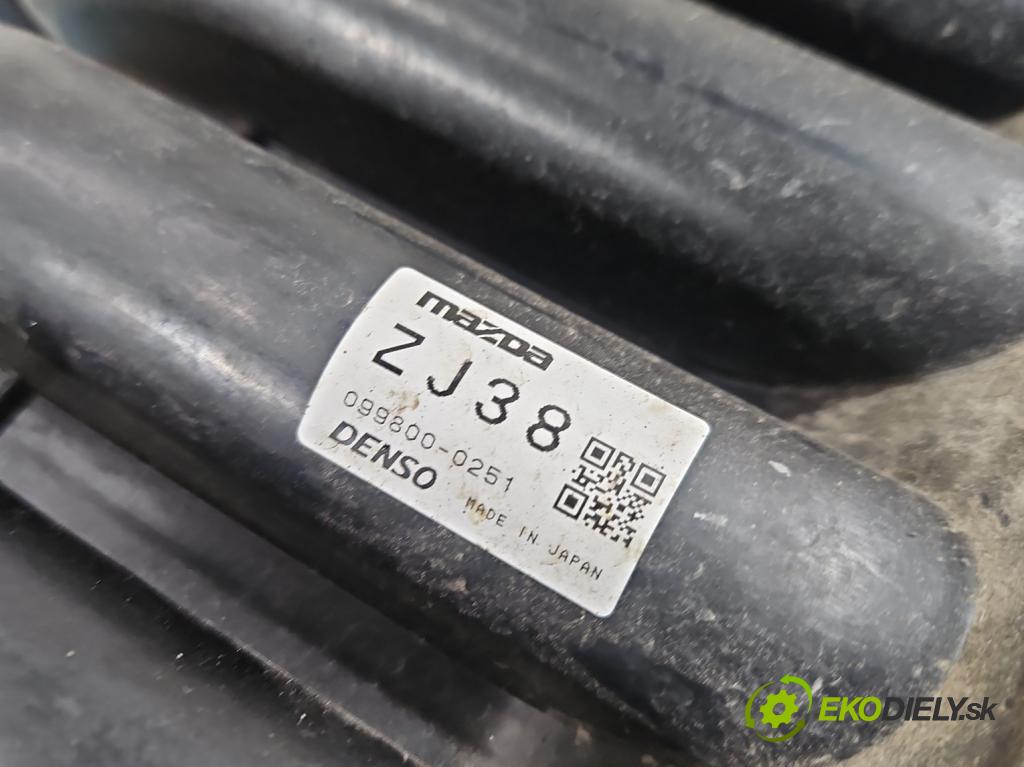 mazda
ZJ38
099800-0251
DENSO
MADE IN JAPAN
EKODIELY.sk